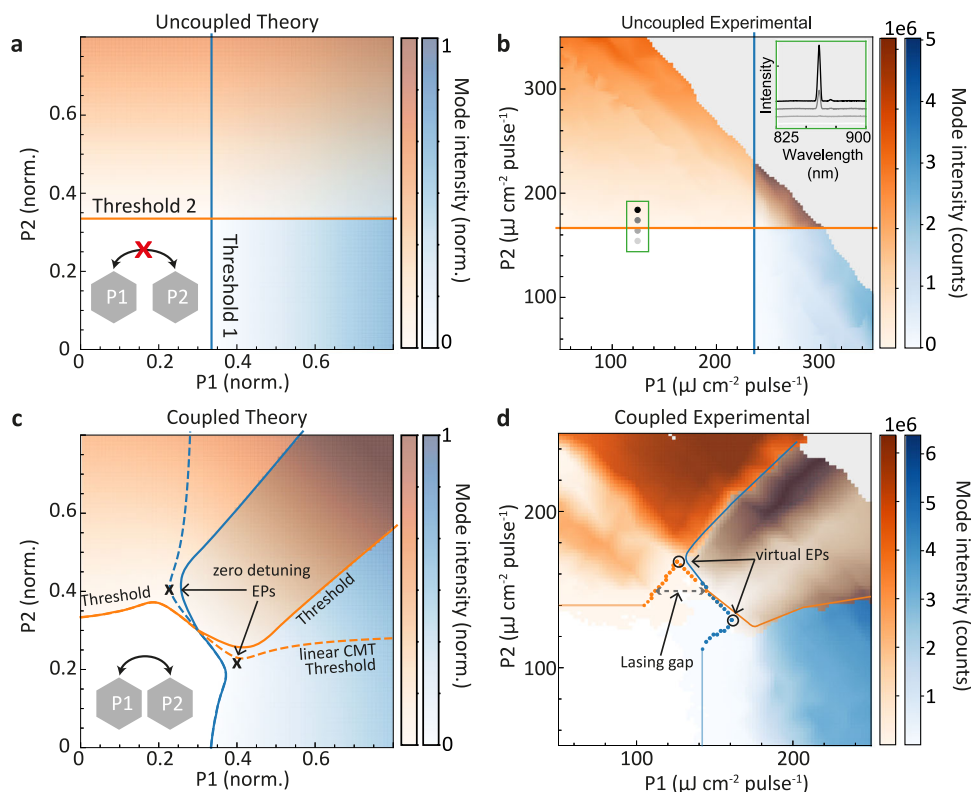 Uncoupled Theory
a
0.6
0.4
0.2
0
P2 (norm.)
Threshold 2
Threshold 1
X
P1
P2
0
0.2
0.4
0.6
P1 (norm.)
1
0
Mode intensity (norm.)
Uncoupled Experimental
b
300
200
100
P2 (µJ cm⁻² pulse⁻¹)
Intensity
825
900
Wavelength
(nm)
100
200
300
P1 (µJ cm⁻² pulse⁻¹)
1e6
5
4
3
2
1
0
Mode intensity (counts)
Coupled Theory
c
0.6
0.4
0.2
0
P2 (norm.)
zero detuning
EPs
x
x
Threshold
Threshold
linear CMT
Threshold
P1
P2
0
0.2
0.4
0.6
P1 (norm.)
1
0
Mode intensity (norm.)
Coupled Experimental
d
200
100
P2 (µJ cm⁻² pulse⁻¹)
virtual EPs
Lasing gap
100
200
P1 (µJ cm⁻² pulse⁻¹)
1e6
6
5
4
3
2
1
Mode intensity (counts)